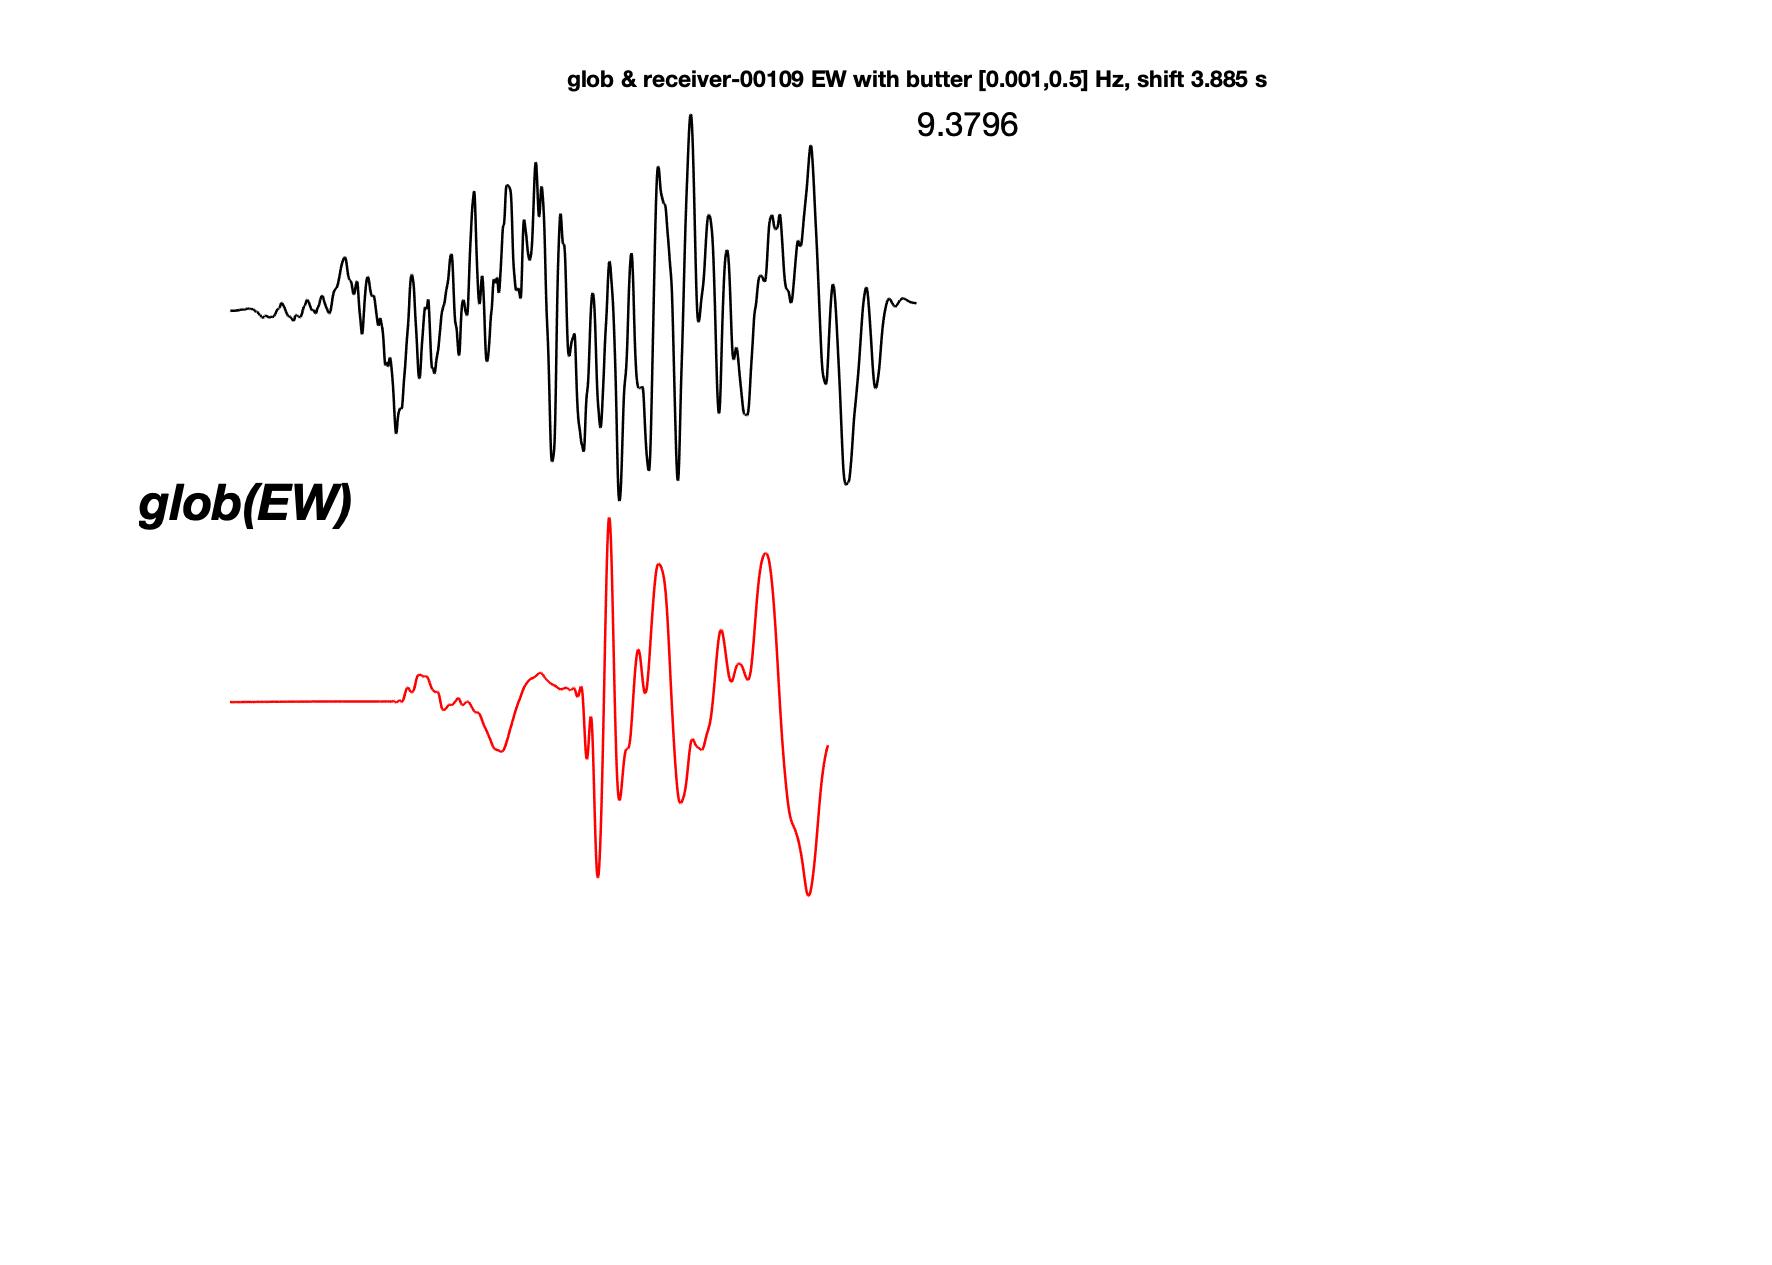 glob & receiver-00109 EW with butter [0.001,0.5] Hz, shift 3.885 s
9.3796
glob(EW)